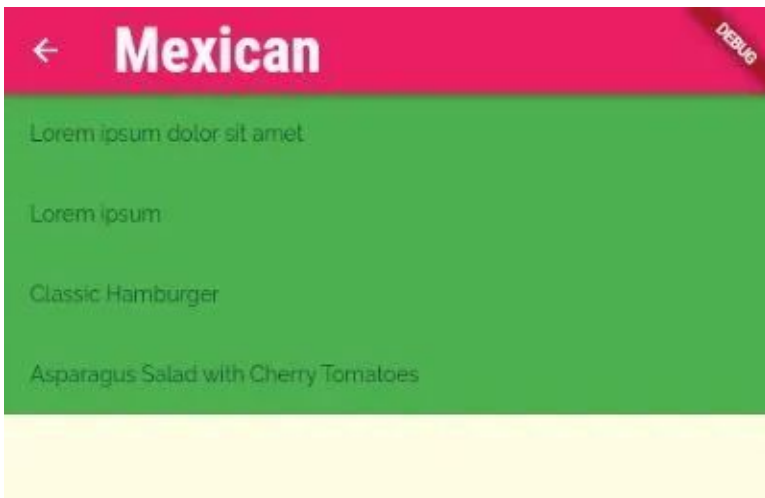 Mexican
DEBUG
Lorem ipsum dolor sit amet
Lorem ipsum
Classic Hamburger
Asparagus Salad with Cherry Tomatoes